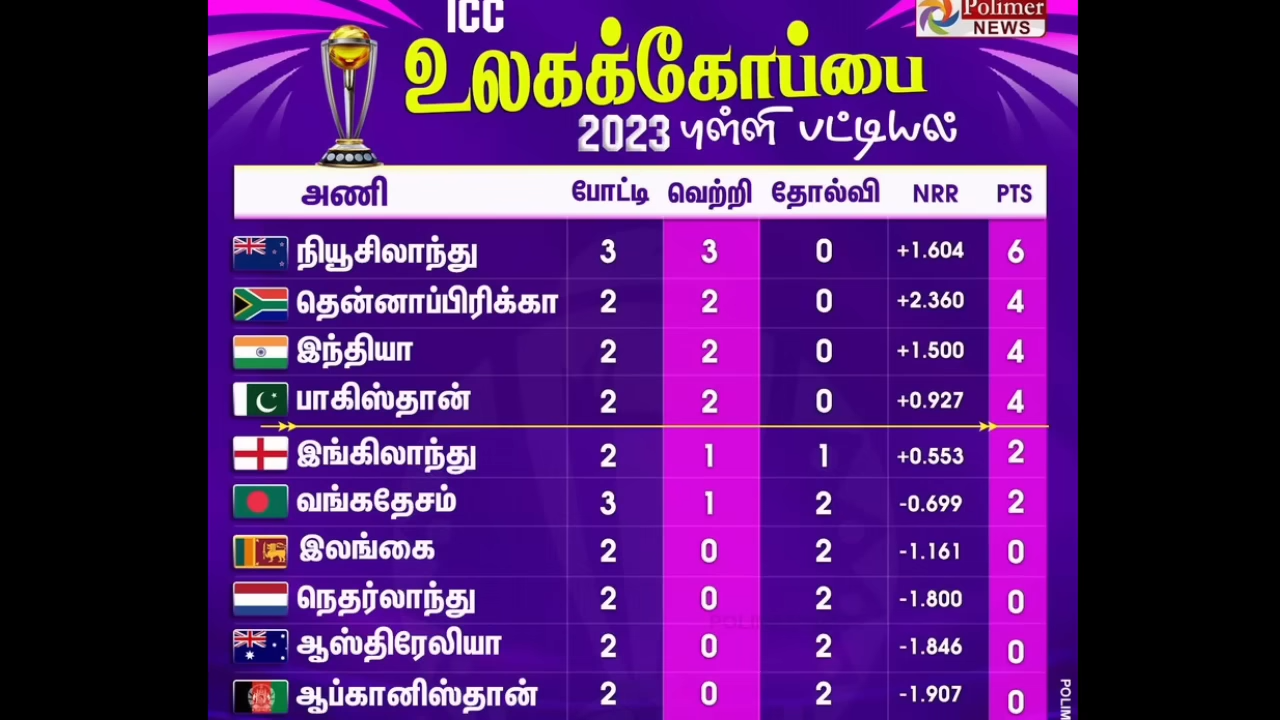 ICC
Polimer
NEWS
உலகக்கோப்பை
2023 புள்ளி பட்டியல்
அணி போட்டி வெற்றி தோல்வி NRR PTS
நியூசிலாந்து 3 3 0 +1.604 6
தென்னாப்பிரிக்கா 2 2 0 +2.360 4
இந்தியா 2 2 0 +1.500 4
பாகிஸ்தான் 2 2 0 +0.927 4
இங்கிலாந்து 2 1 1 +0.553 2
வங்கதேசம் 3 1 2 -0.699 2
இலங்கை 2 0 2 -1.161 0
நெதர்லாந்து 2 0 2 -1.800 0
ஆஸ்திரேலியா 2 0 2 -1.846 0
ஆப்கானிஸ்தான் 2 0 2 -1.907 0
POLIM